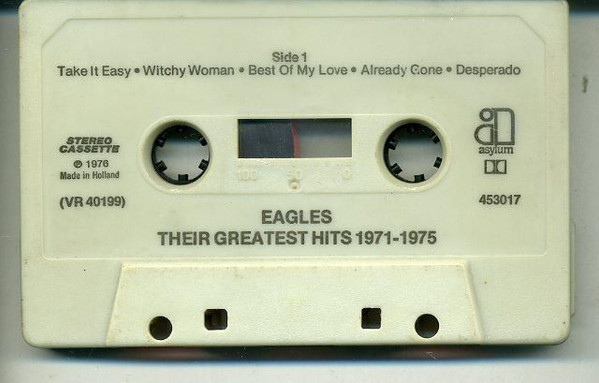 Side 1
Take It Easy • Witchy Woman • Best Of My Love • Already Gone • Desperado
STEREO
CASSETTE
℗ 1976
Made in Holland
(VR 40199)
100 50 0
asylum
453017
EAGLES
THEIR GREATEST HITS 1971-1975